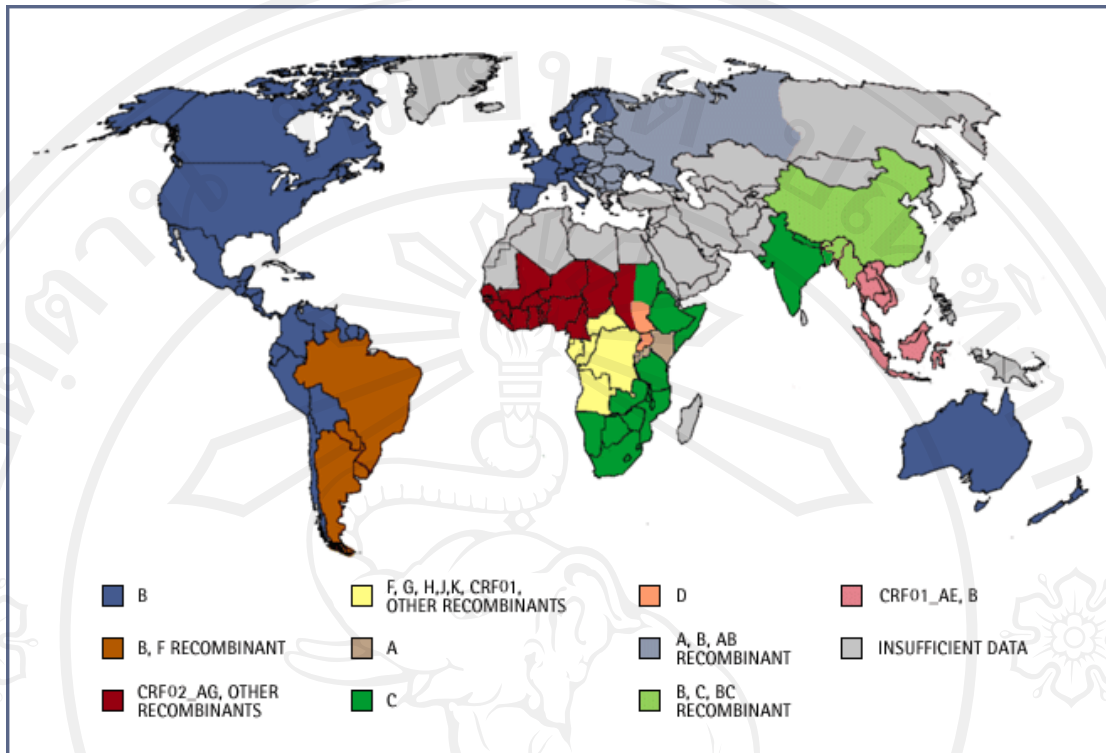 B
B, F RECOMBINANT
CRF02_AG, OTHER
RECOMBINANTS
F, G, H,J,K, CRF01,
OTHER RECOMBINANTS
A
C
D
A, B, AB
RECOMBINANT
B, C, BC
RECOMBINANT
CRF01_AE, B
INSUFFICIENT DATA